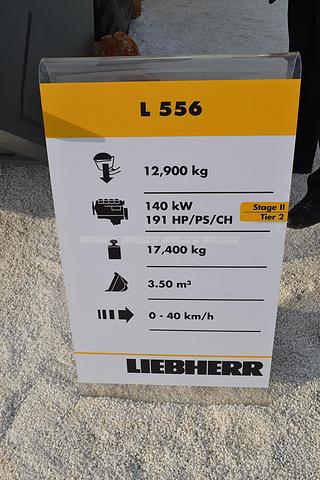 L 556
12,900 kg
140 kW
191 HP/PS/CH
Stage II
Tier 2
17,400 kg
3.50 m³
0 - 40 km/h
LIEBHERR